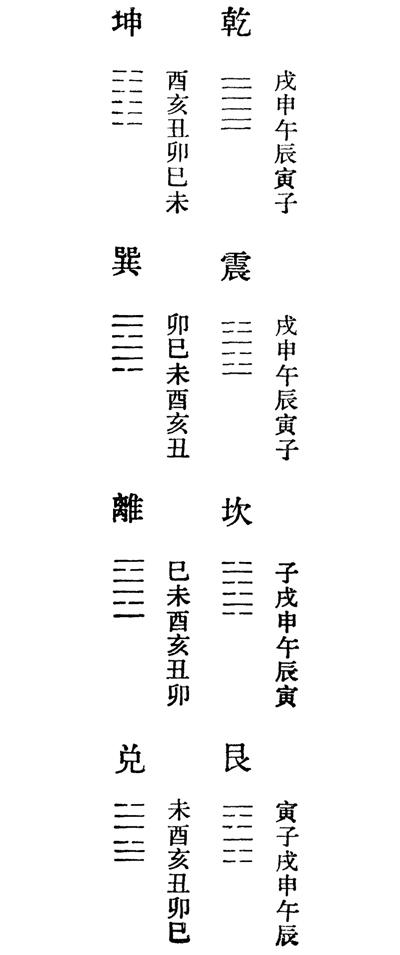 乾
戌申午辰寅子
坤
酉亥丑卯巳未
震
戌申午辰寅子
巽
卯巳未酉亥丑
坎
子戌申午辰寅
離
巳未酉亥丑卯
艮
寅子戌申午辰
兑
未酉亥丑卯巳